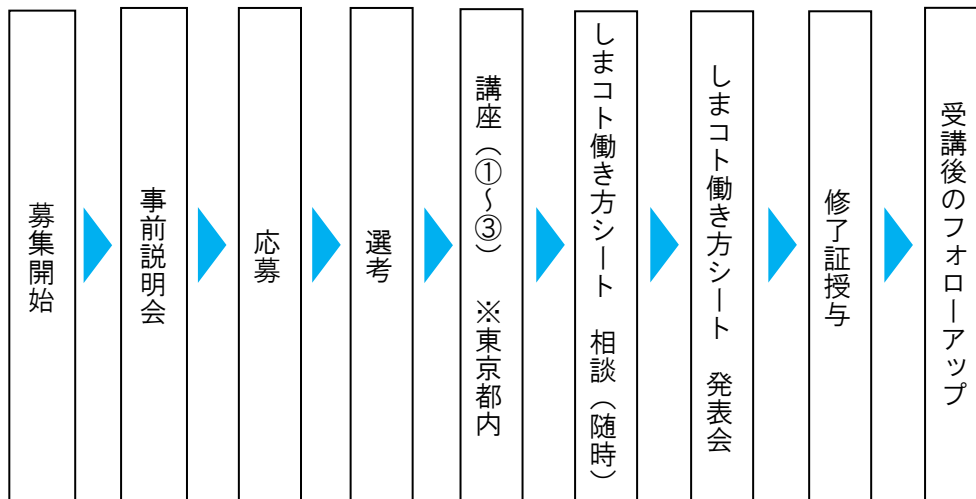 募集開始
事前説明会
応募
選考
講座（①～③）　※東京都内
しまコト働き方シート　相談（随時）
しまコト働き方シート　発表会
修了証授与
受講後のフォローアップ